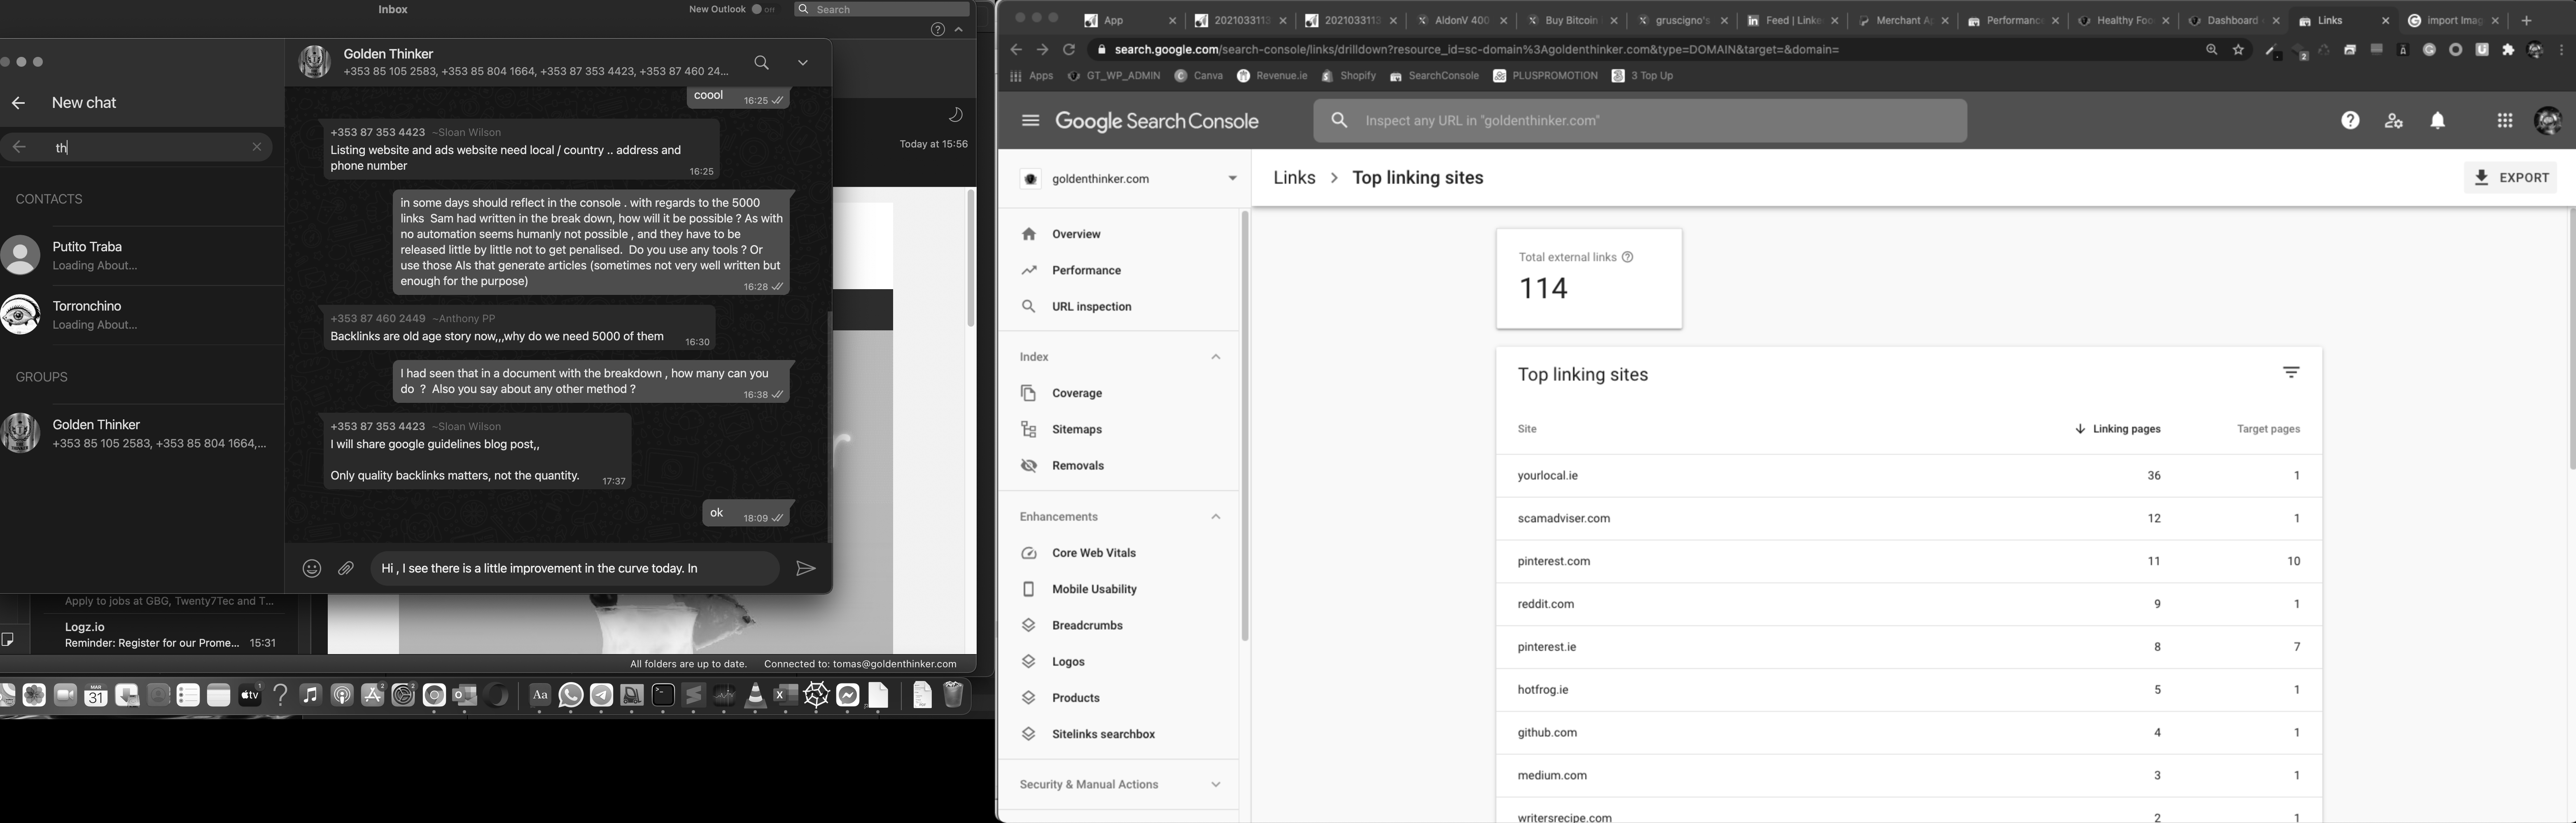 Inbox
New Outlook
Search
Today at 15:56
Golden Thinker
+353 85 105 2583, +353 85 804 1664, +353 87 353 4423, +353 87 460 24...
New chat
th
CONTACTS
Putito Traba
Loading About...
Torronchino
Loading About...
GROUPS
Golden Thinker
+353 85 105 2583, +353 85 804 1664,...
coool
16:25
+353 87 353 4423 ~Sloan Wilson
Listing website and ads website need local / country .. address and
phone number
16:25
in some days should reflect in the console . with regards to the 5000
links Sam had written in the break down, how will it be possible ? As with
no automation seems humanly not possible , and they have to be
released little by little not to get penalised. Do you use any tools ? Or
use those AIs that generate articles (sometimes not very well written but
enough for the purpose)
16:28
+353 87 460 2449 ~Anthony PP
Backlinks are old age story now,,,why do we need 5000 of them
16:30
I had seen that in a document with the breakdown , how many can you
do ? Also you say about any other method ?
16:38
+353 87 353 4423 ~Sloan Wilson
I will share google guidelines blog post,,
Only quality backlinks matters, not the quantity.
17:37
ok
18:09
Hi , I see there is a little improvement in the curve today. In
Apply to jobs at GBG, Twenty7Tec and T...
Logz.io
Reminder: Register for our Prome... 15:31
All folders are up to date. Connected to: tomas@goldenthinker.com
MAR
31
tv
Aa
App
2021033113
2021033113
AidonV 400
Buy Bitcoin
gruscigno's
Feed | Linke
Merchant A
Performanc
Healthy Foo
Dashboard
Links
import Imag
search.google.com/search-console/links/drilldown?resource_id=sc-domain%3Agoldenthinker.com&type=DOMAIN&target=&domain=
Apps
GT_WP_ADMIN
Canva
Revenue.ie
Shopify
SearchConsole
PLUSPROMOTION
3 Top Up
Google Search Console
Inspect any URL in "goldenthinker.com"
goldenthinker.com
Links > Top linking sites
EXPORT
Overview
Performance
URL inspection
Index
Coverage
Sitemaps
Removals
Enhancements
Core Web Vitals
Mobile Usability
Breadcrumbs
Logos
Products
Sitelinks searchbox
Security & Manual Actions
Total external links
114
Top linking sites
Site Linking pages Target pages
yourlocal.ie 36 1
scamadviser.com 12 1
pinterest.com 11 10
reddit.com 9 1
pinterest.ie 8 7
hotfrog.ie 5 1
github.com 4 1
medium.com 3 1
writersrecipe.com 2 1